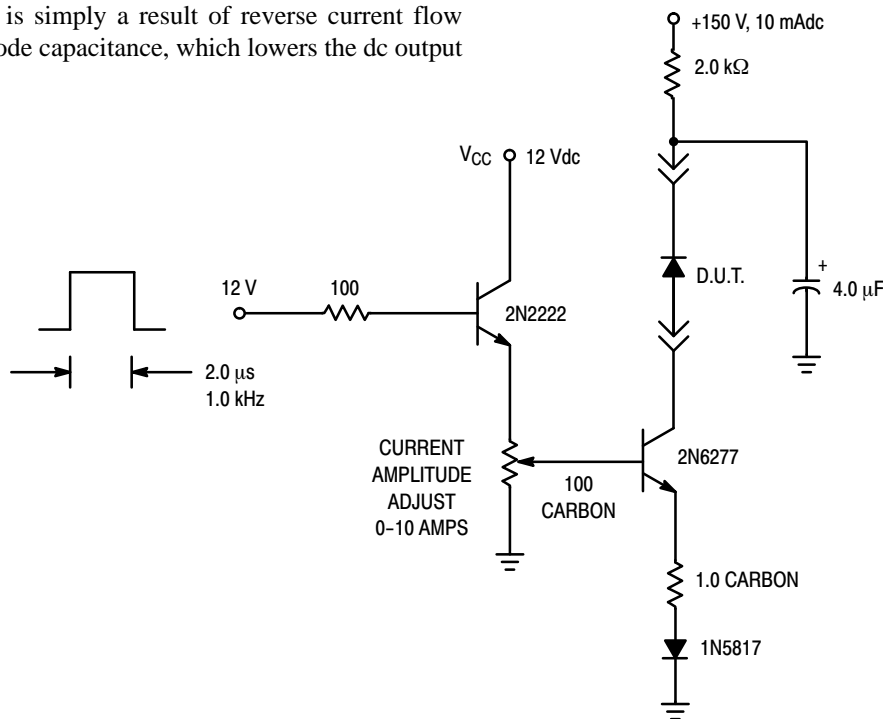 is simply a result of reverse current flow
ode capacitance, which lowers the dc output
+150 V, 10 mAdc
2.0 kΩ
VCC 12 Vdc
12 V
100
2N2222
D.U.T.
+
4.0 μF
2.0 μs
1.0 kHz
CURRENT
AMPLITUDE
ADJUST
0-10 AMPS
100
CARBON
2N6277
1.0 CARBON
1N5817